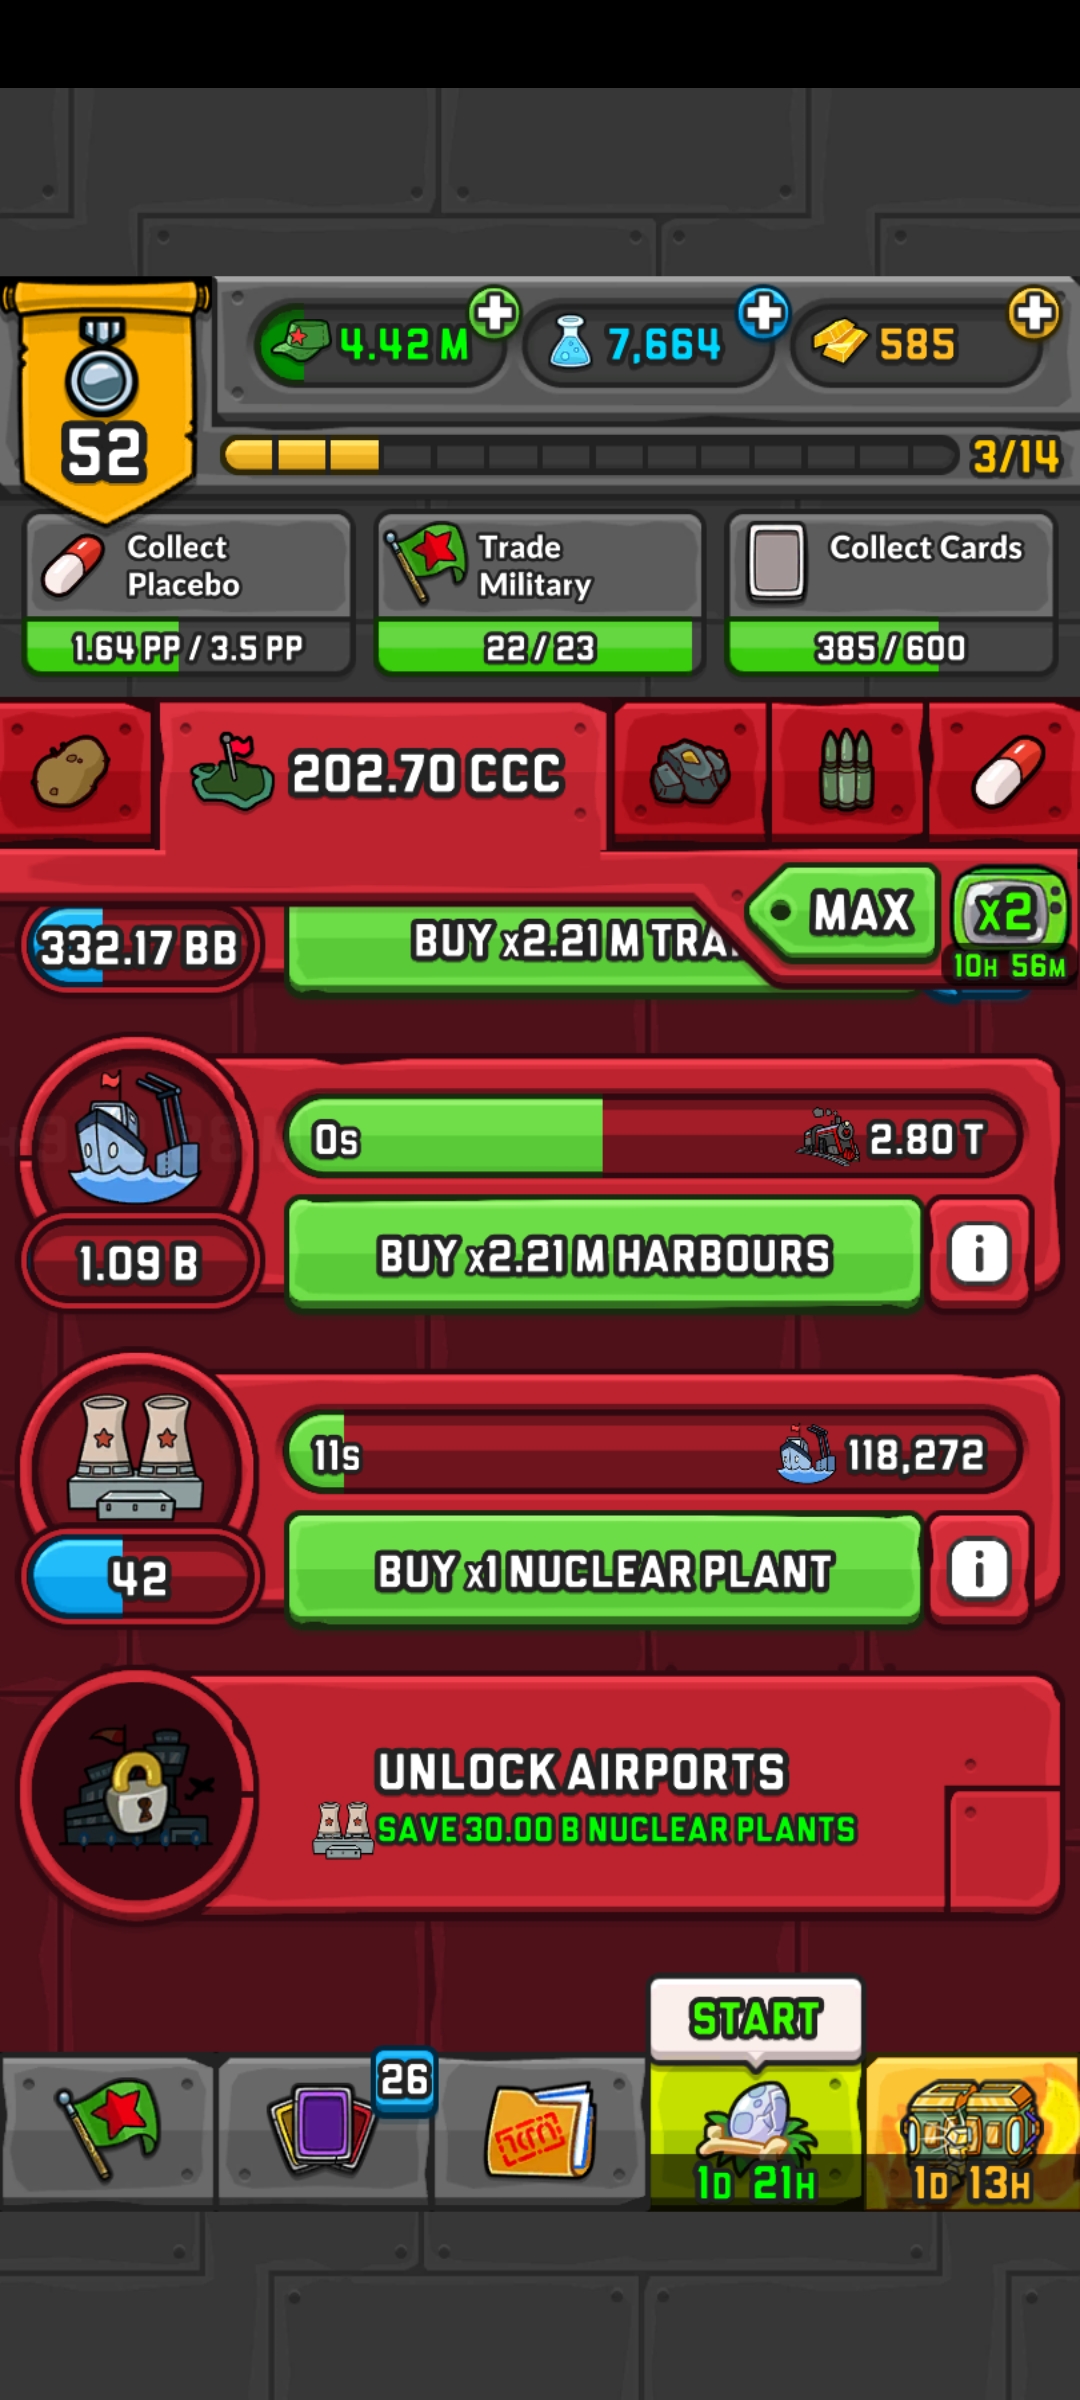 4.42 M
7,664
585
52
3/14
Collect
Placebo
1.64 PP / 3.5 PP
Trade
Military
22 / 23
Collect Cards
385 / 600
202.70 CCC
MAX
x2
10H 56M
332.17 BB
BUY x2.21 M
0s
2.80 T
1.09 B
BUY x2.21 M HARBOURS
i
11s
118,272
42
BUY x1 NUCLEAR PLANT
i
UNLOCK AIRPORTS
SAVE 30.00 B NUCLEAR PLANTS
START
26
1D 21H
1D 13H